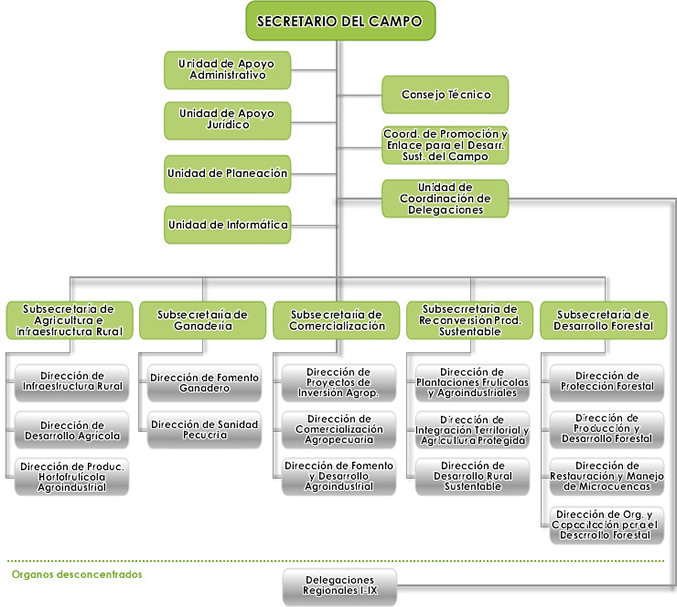 SECRETARIO DEL CAMPO
Unidad de Apoyo
Administrativo
Consejo Técnico
Unidad de Apoyo
Jurídico
Coord. de Promoción y
Enlace para el Desarr.
Sust. del Campo
Unidad de Planeación
Unidad de
Coordinación de
Delegaciones
Unidad de Informática
Subsecretaría de
Agricultura e
Infraestructura Rural
Subsecretaría de
Ganadería
Subsecretaría de
Comercialización
Subsecretaría de
Reconversión Prod.
Sustentable
Subsecretaría de
Desarrollo Forestal
Dirección de
Infraestructura Rural
Dirección de Fomento
Ganadero
Dirección de
Proyectos de
Inversión Agrop.
Dirección de
Plantaciones Frutícolas
y Agroindustriales
Dirección de
Protección Forestal
Dirección de
Desarrollo Agrícola
Dirección de Sanidad
Pecuaria
Dirección de
Comercialización
Agropecuaria
Dirección de
Integración Territorial y
Agricultura Protegida
Dirección de
Producción y
Desarrollo Forestal
Dirección de Produc.
Hortofrutícola
Agroindustrial
Dirección de Fomento
y Desarrollo
Agroindustrial
Dirección de
Desarrollo Rural
Sustentable
Dirección de
Restauración y Manejo
de Microcuencas
Dirección de Org. y
Capacitación para el
Desarrollo Forestal
Organos desconcentrados
Delegaciones
Regionales I-IX